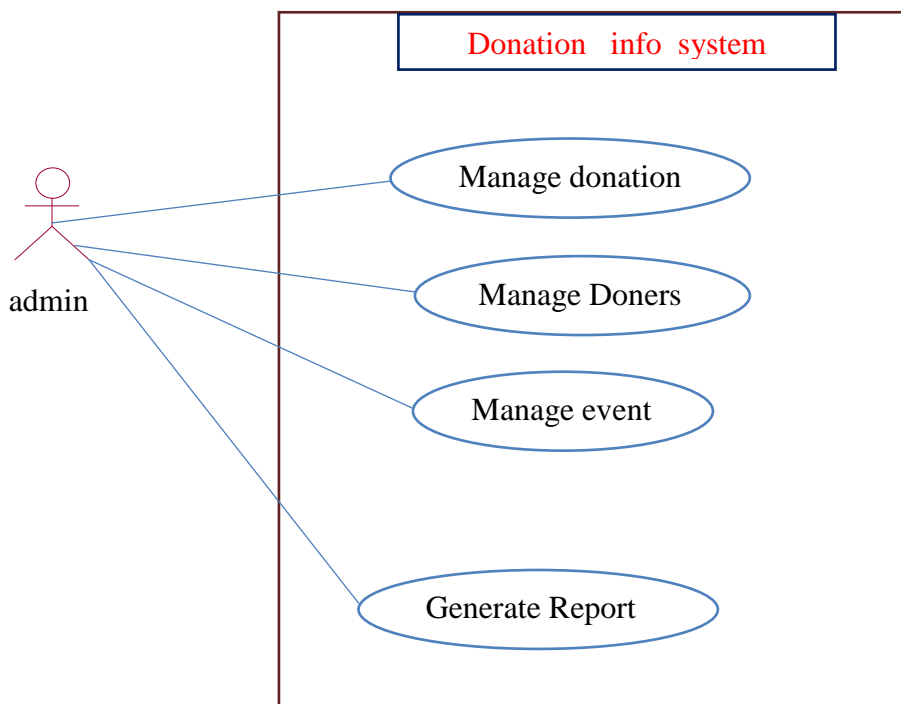 Donation info system
Manage donation
Manage Doners
admin
Manage event
Generate Report